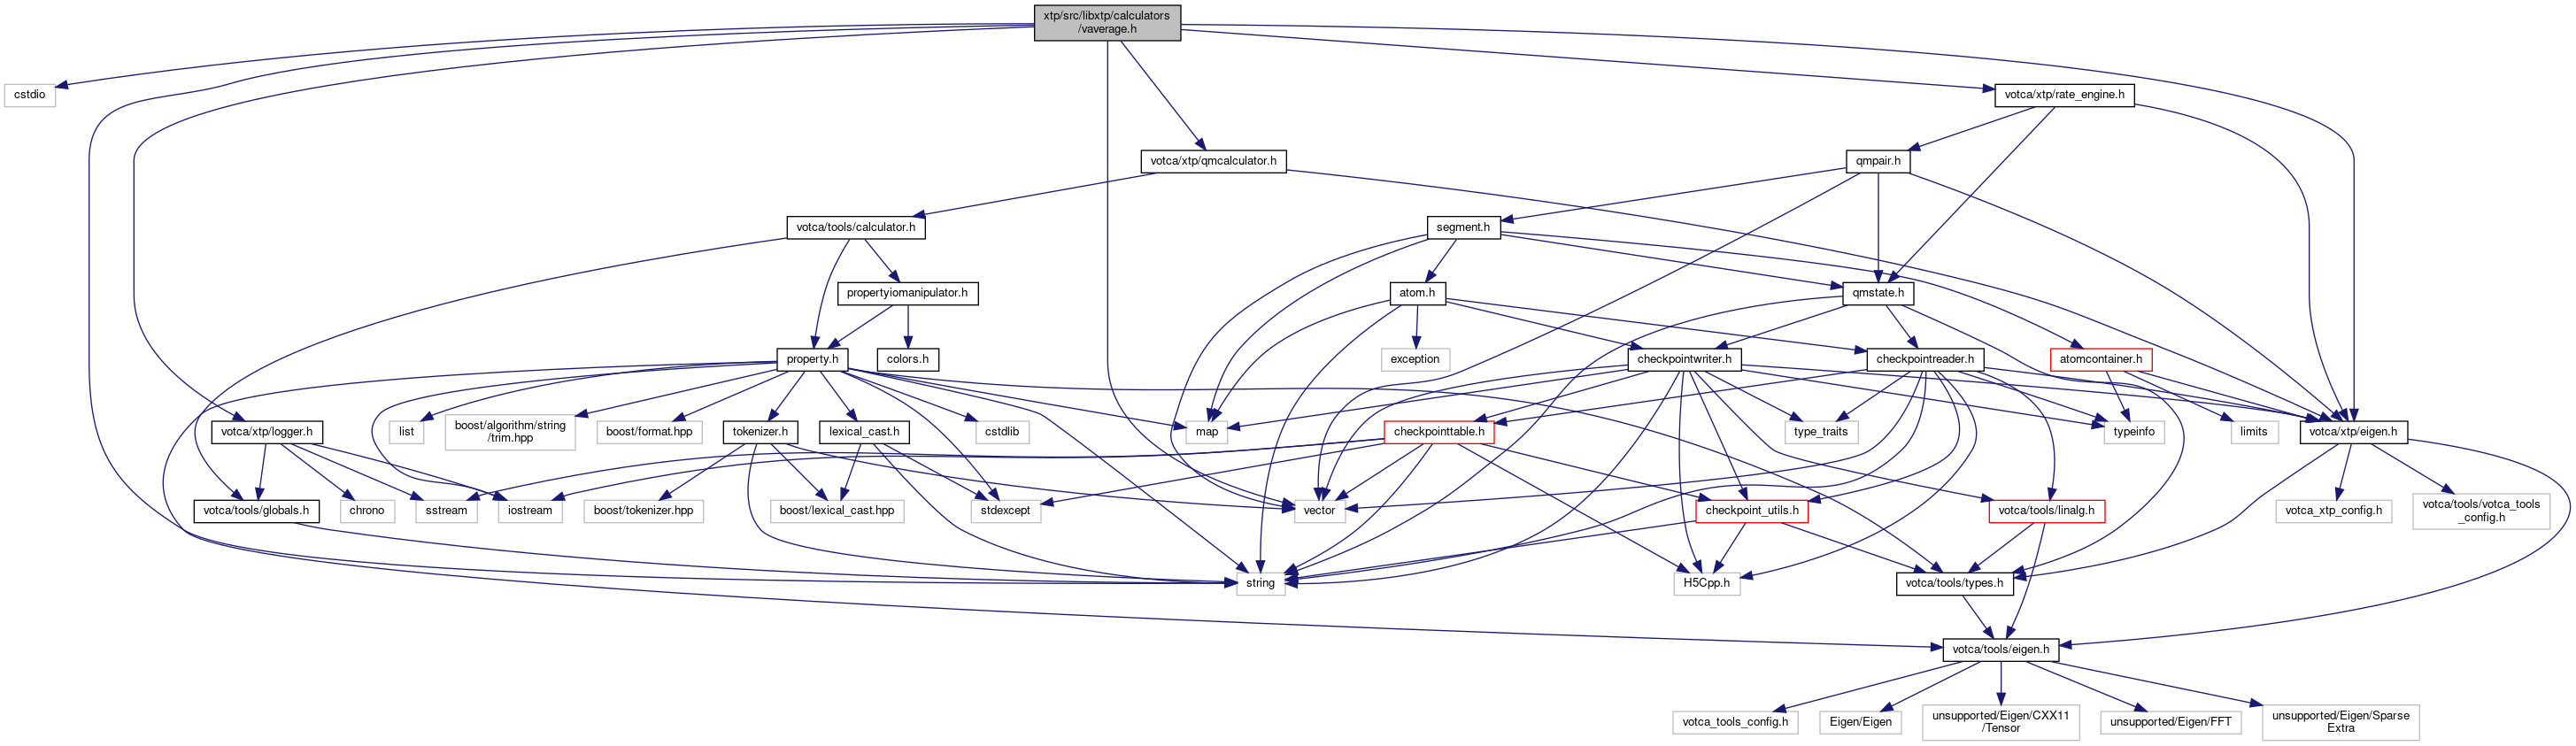 xtp/src/libxtp/calculators
/vaverage.h
cstdio
votca/xtp/rate_engine.h
votca/xtp/qmcalculator.h
qmpair.h
votca/tools/calculator.h
segment.h
propertyiomanipulator.h
atom.h
qmstate.h
property.h
colors.h
exception
checkpointwriter.h
checkpointreader.h
atomcontainer.h
votca/xtp/logger.h
list
boost/algorithm/string
/trim.hpp
boost/format.hpp
tokenizer.h
lexical_cast.h
cstdlib
map
checkpointtable.h
type_traits
typeinfo
limits
votca/xtp/eigen.h
votca/tools/globals.h
chrono
sstream
iostream
boost/tokenizer.hpp
boost/lexical_cast.hpp
stdexcept
vector
checkpoint_utils.h
votca/tools/linalg.h
votca_xtp_config.h
votca/tools/votca_tools
_config.h
string
H5Cpp.h
votca/tools/types.h
votca/tools/eigen.h
votca_tools_config.h
Eigen/Eigen
unsupported/Eigen/CXX11
/Tensor
unsupported/Eigen/FFT
unsupported/Eigen/Sparse
Extra